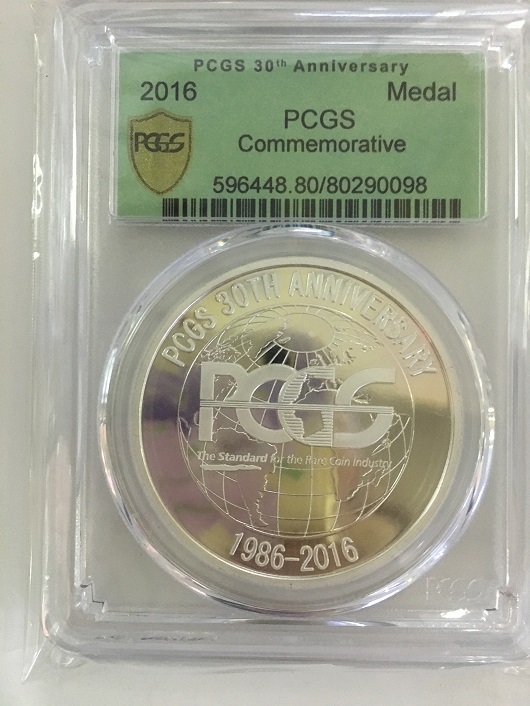 PCGS 30th Anniversary
2016 Medal
PCGS
PCGS
Commemorative
596448.80/80290098
PCGS 30TH ANNIVERSARY
PCGS
The Standard for the Rare Coin Industry
1986-2016
PCGS